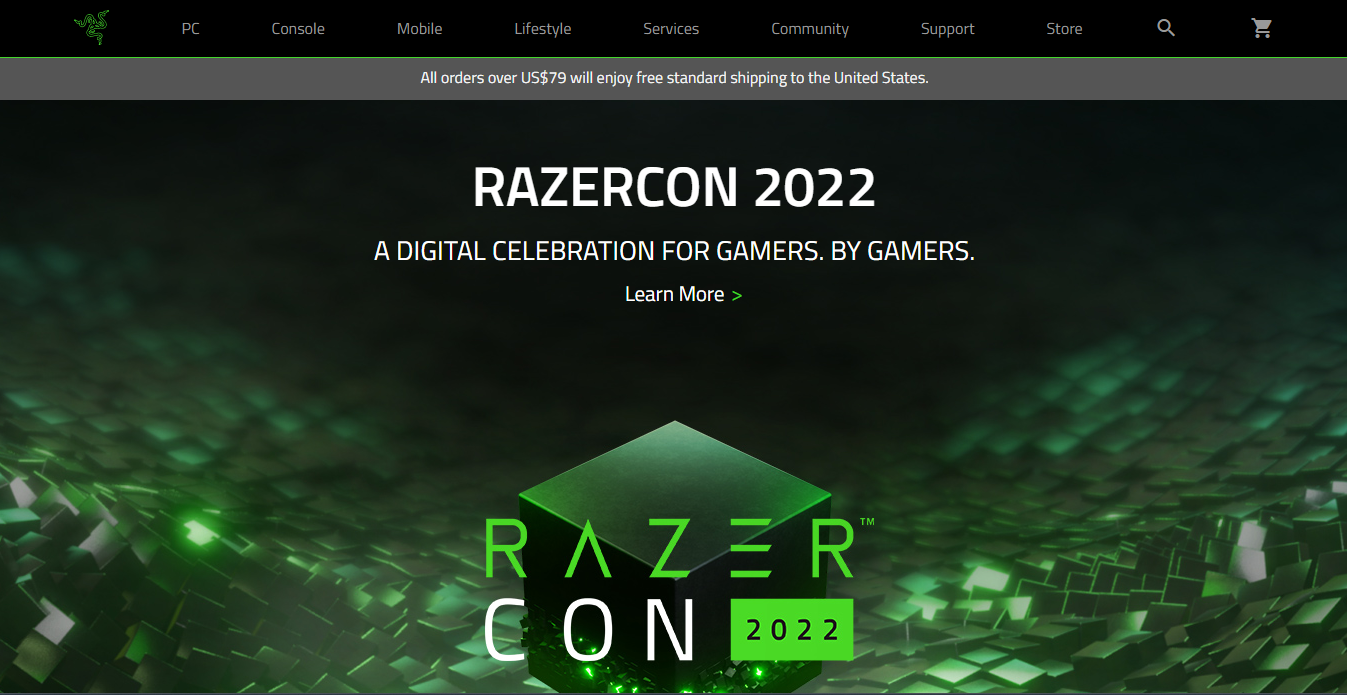 PC Console Mobile Lifestyle Services Community Support Store
All orders over US$79 will enjoy free standard shipping to the United States.
RAZERCON 2022
A DIGITAL CELEBRATION FOR GAMERS. BY GAMERS.
Learn More >
RAZER™
CON 2022